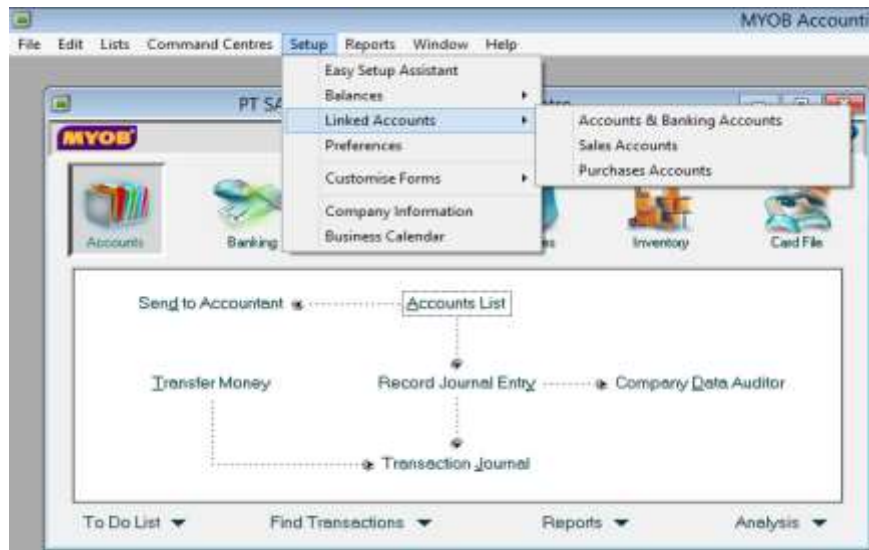 MYOB Accounti
File Edit Lists Command Centres Setup Reports Window Help
Easy Setup Assistant
Balances
Linked Accounts
Preferences
Customise Forms
Company Information
Business Calendar
Accounts & Banking Accounts
Sales Accounts
Purchases Accounts
PT SA
MYOB
Accounts Banking Inventory Card File
Send to Accountant Accounts List
Transfer Money Record Journal Entry Company Data Auditor
Transaction Journal
To Do List Find Transactions Reports Analysis